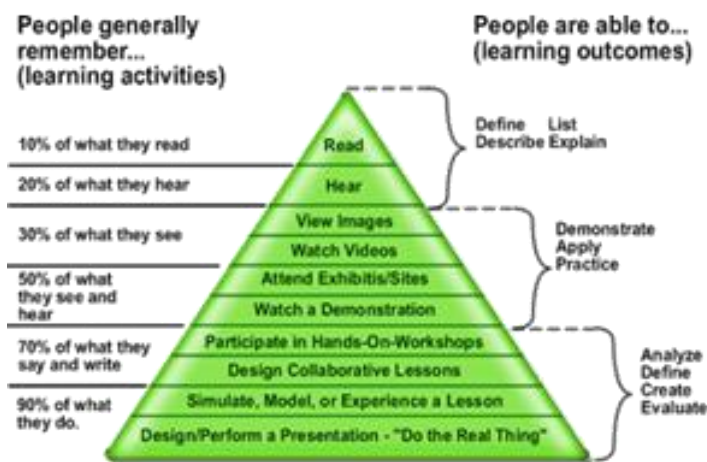 People generally
remember...
(learning activities)
People are able to...
(learning outcomes)
10% of what they read
Read
Define List
Describe Explain
20% of what they hear
Hear
30% of what they see
View Images
Watch Videos
Demonstrate
Apply
Practice
50% of what
they see and
hear
Attend Exhibitis/Sites
Watch a Demonstration
70% of what they
say and write
Participate in Hands-On-Workshops
Design Collaborative Lessons
Analyze
Define
Create
Evaluate
90% of what
they do.
Simulate, Model, or Experience a Lesson
Design/Perform a Presentation - "Do the Real Thing"